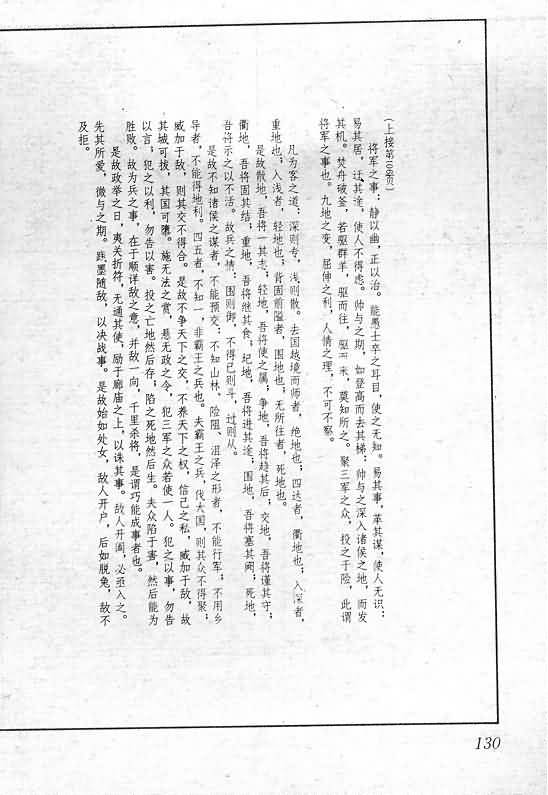 (上接第 页)
将军之事:静以幽,正以治。能愚士卒之耳目,使之无知。易其事,革其谋,使人无识;
易其居,迂其途,使人不得虑。帅与之期,如登高而去其梯;帅与之深入诸侯之地,而发
其机。焚舟破釜,若驱群羊,驱而往,驱而来,莫知所之。聚三军之众,投之于险,此谓
将军之事也。九地之变,屈伸之利,人情之理,不可不察。
凡为客之道:深则专,浅则散。去国越境而师者,绝地也;四达者,衢地也;入深者,
重地也;入浅者,轻地也;背固前隘者,围地也;无所往者,死地也。
是故散地,吾将一其志;轻地,吾将使之属;争地,吾将趋其后;交地,吾将谨其守;
衢地,吾将固其结;重地,吾将继其食;圮地,吾将进其途;围地,吾将塞其阙;死地,
吾将示之以不活。故兵之情:围则御,不得已则斗,过则从。
是故不知诸侯之谋者,不能预交;不知山林、险阻、沮泽之形者,不能行军;不用乡
导者,不能得地利。四五者,不知一,非霸王之兵也。夫霸王之兵,伐大国,则其众不得聚;
威加于敌,则其交不得合。是故不争天下之交,不养天下之权,信己之私,威加于敌,故
其城可拔,其国可隳。施无法之赏,悬无政之令,犯三军之众若使一人。犯之以事,勿告
以言;犯之以利,勿告以害。投之亡地然后存,陷之死地然后生。夫众陷于害,然后能为
胜败。故为兵之事,在于顺详敌之意,并敌一向,千里杀将,是谓巧能成事者也。
是故政举之日,夷关折符,无通其使,励于廊庙之上,以诛其事。敌人开阖,必亟入之。
先其所爱,微与之期。践墨随敌,以决战事。是故始如处女,敌人开户,后如脱兔,敌不
及拒。
130